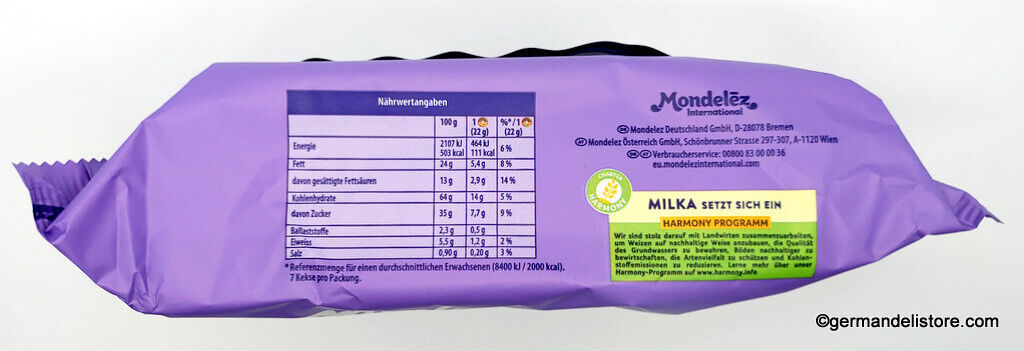 Nährwertangaben
100 g 1 (22 g) %*/1 (22 g)
Energie 2107 kJ 503 kcal 464 kJ 111 kcal 6 %
Fett 24 g 5,4 g 8 %
davon gesättigte Fettsäuren 13 g 2,9 g 14 %
Kohlenhydrate 64 g 14 g 5 %
davon Zucker 35 g 7,7 g 9 %
Ballaststoffe 2,3 g 0,5 g
Eiweiss 5,5 g 1,2 g 2 %
Salz 0,90 g 0,20 g 3 %
*Referenzmenge für einen durchschnittlichen Erwachsenen (8400 kJ / 2000 kcal).
7 Kekse pro Packung.
Mondelēz
International
DE Mondelez Deutschland GmbH, D-28078 Bremen
AT Mondelez Österreich GmbH, Schönbrunner Strasse 297-307, A-1120 Wien
DE AT Verbraucherservice: 00800 83 00 00 36
eu.mondelezinternational.com
CHARTER
HARMONY
MILKA SETZT SICH EIN
HARMONY PROGRAMM
Wir sind stolz darauf mit Landwirten zusammenzuarbeiten,
um Weizen auf nachhaltige Weise anzubauen, die Qualität
des Grundwassers zu bewahren, Böden nachhaltiger zu
bewirtschaften, die Artenvielfalt zu schützen und Kohlen-
stoffemissionen zu reduzieren. Lerne mehr über unser
Harmony-Programm auf www.harmony.info
©germandelistore.com